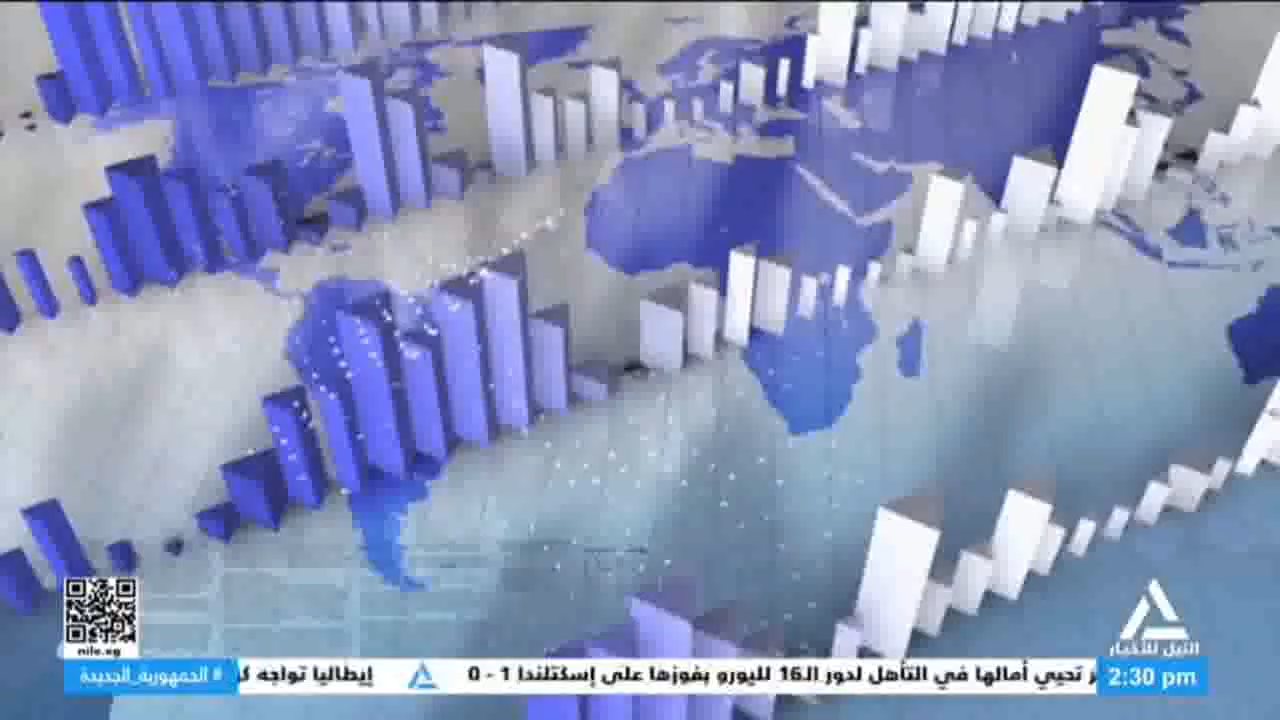 nile.eg
النيل للأخبار
2:30 pm
تحيي أمالها في التأهل لدور الـ16 لليورو بفوزها على إسكتلندا 1 - 0
إيطاليا تواجه
# الجمهورية_الجديدة